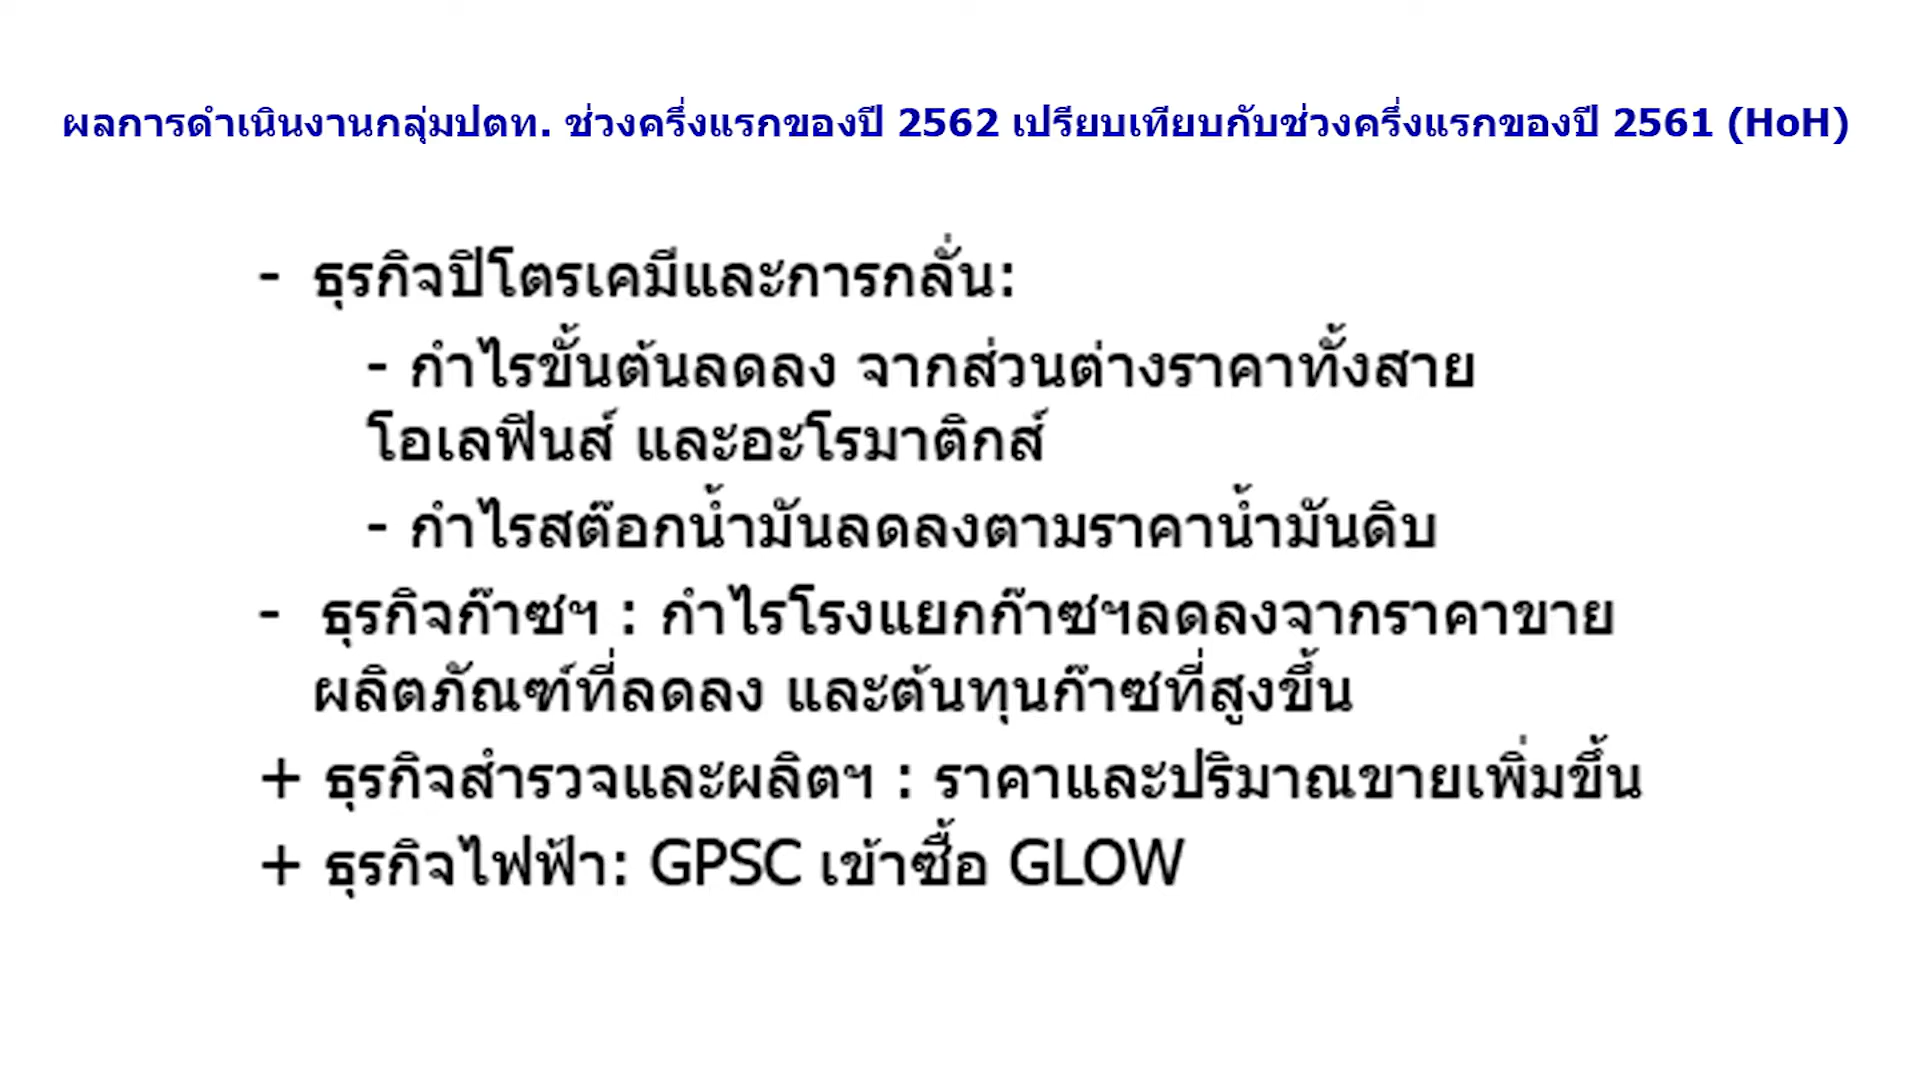 ผลการดำเนินงานกลุ่มปตท. ช่วงครึ่งแรกของปี 2562 เปรียบเทียบกับช่วงครึ่งแรกของปี 2561 (HoH)
- ธุรกิจปิโตรเคมีและการกลั่น:
- กำไรขั้นต้นลดลง จากส่วนต่างราคาทั้งสาย
โอเลฟินส์ และอะโรมาติกส์
- กำไรสต๊อกน้ำมันลดลงตามราคาน้ำมันดิบ
- ธุรกิจก๊าซฯ : กำไรโรงแยกก๊าซฯลดลงจากราคาขาย
ผลิตภัณฑ์ที่ลดลง และต้นทุนก๊าซที่สูงขึ้น
+ ธุรกิจสำรวจและผลิตฯ : ราคาและปริมาณขายเพิ่มขึ้น
+ ธุรกิจไฟฟ้า: GPSC เข้าซื้อ GLOW